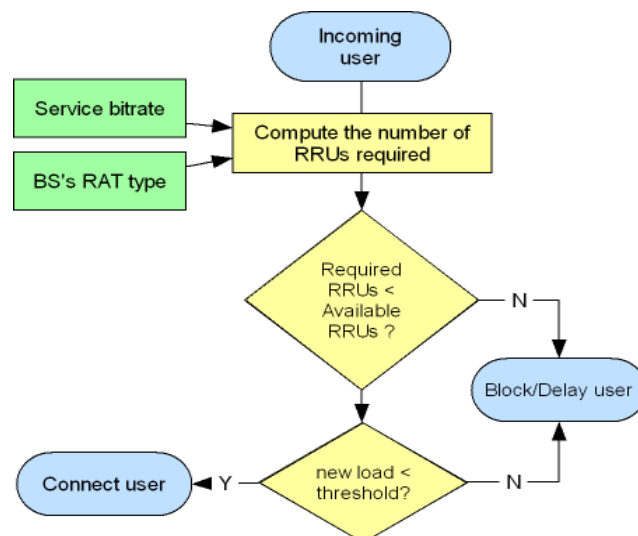 Incoming
user
Service bitrate
Compute the number of
RRUs required
BS's RAT type
Required
RRUs <
Available
RRUs ?
N
Block/Delay user
new load <
threshold?
Y
Connect user
N